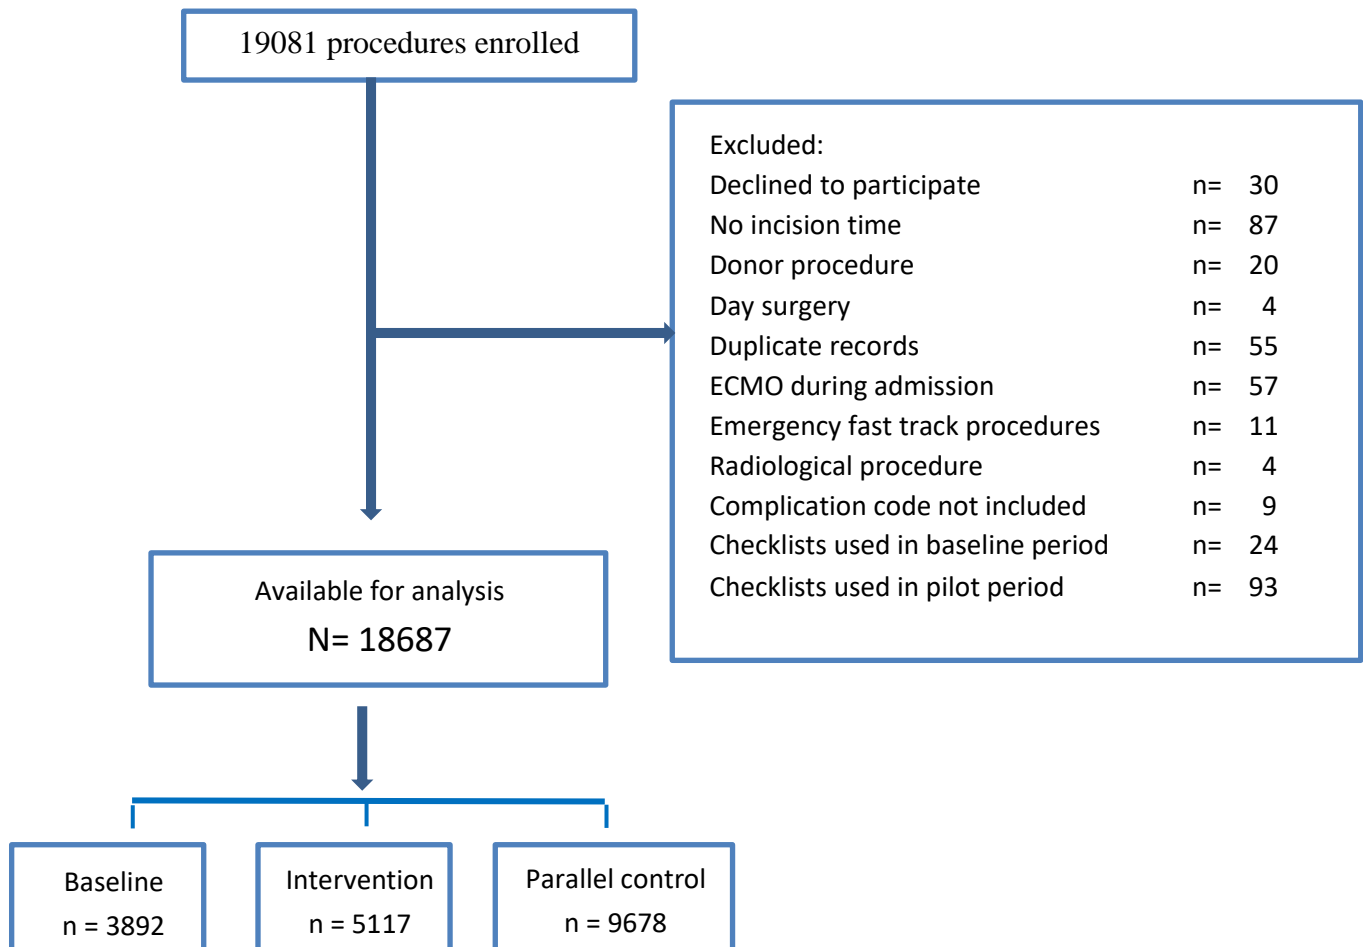 19081 procedures enrolled
Excluded:
Declined to participate n= 30
No incision time n= 87
Donor procedure n= 20
Day surgery n= 4
Duplicate records n= 55
ECMO during admission n= 57
Emergency fast track procedures n= 11
Radiological procedure n= 4
Complication code not included n= 9
Checklists used in baseline period n= 24
Checklists used in pilot period n= 93
Available for analysis
N= 18687
Baseline
n = 3892
Intervention
n = 5117
Parallel control
n = 9678